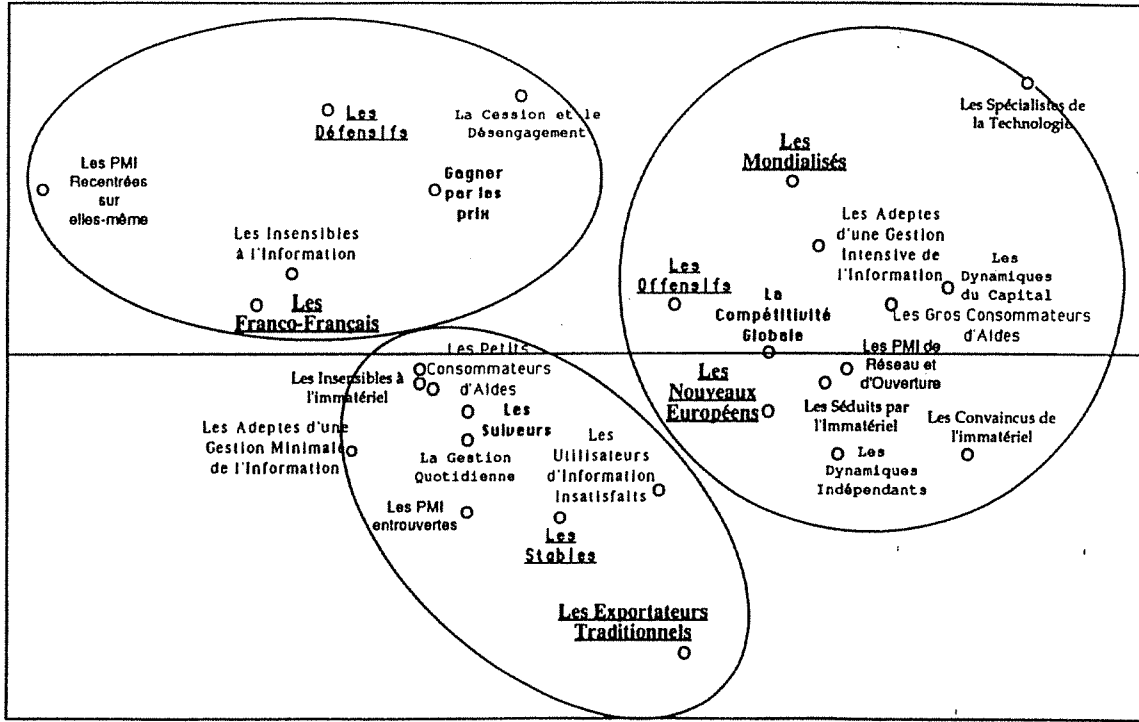 Les
Défensifs
La Cession et le
Désengagement
Les PMI
Recentrées
sur
elles-même
Gagner
par les
prix
Les Insensibles
à l'Information
Les
Franco-Français
Les Spécialistes de
la Technologie
Les
Mondialisés
Les Adeptes
d'une Gestion
Intensive de
l'Information
Les
Dynamiques
du Capital
Les
Offensifs
La
Compétitivité
Globale
Les Gros Consommateurs
d'Aides
Les PMI de
Réseau et
d'Ouverture
Les
Nouveaux
Européens
Les Séduits par
l'Immatériel
Les Convaincus de
l'immatériel
Les
Dynamiques
Indépendants
Les Petits
Consommateurs
d'Aides
Les Insensibles à
l'immatériel
Les
Suiveurs
Les Adeptes d'une
Gestion Minimale
de l'Information
La Gestion
Quotidienne
Les
Utilisateurs
d'Information
Insatisfaits
Les PMI
entrouvertes
Les
Stables
Les Exportateurs
Traditionnels